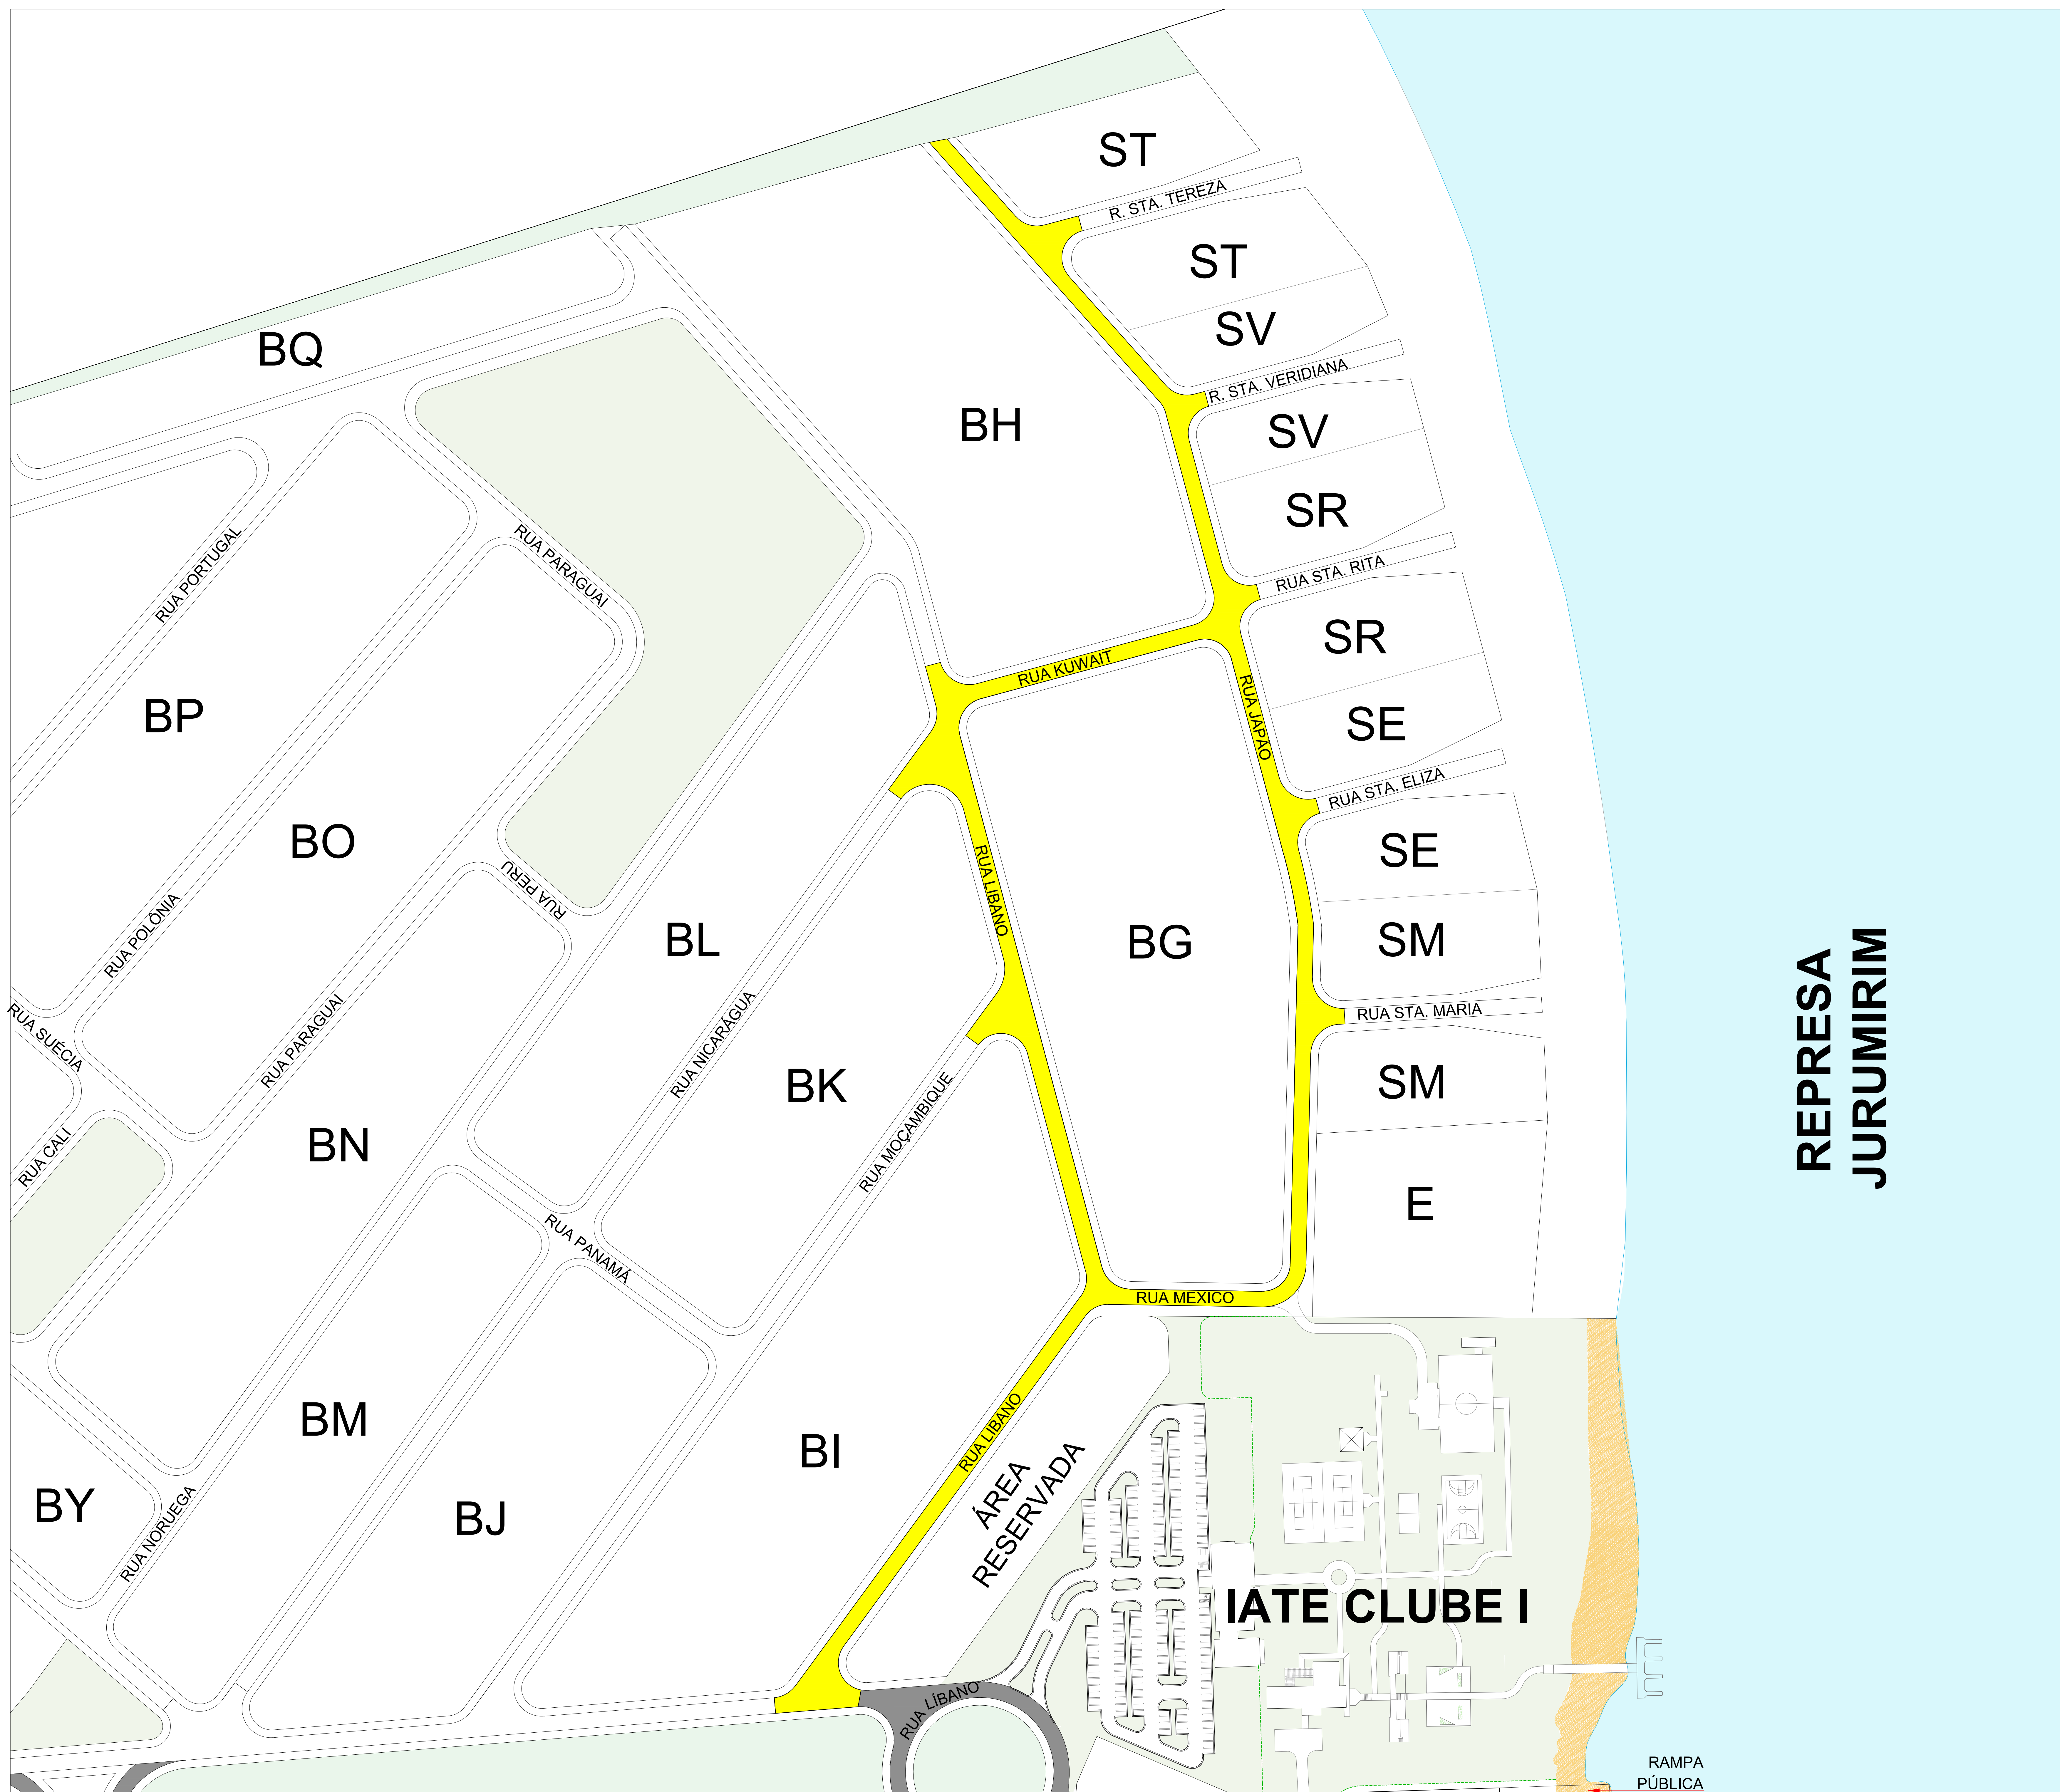 ST
R. STA. TEREZA
ST
SV
R. STA. VERIDIANA
BQ
BH
SV
SR
RUA STA. RITA
RUA PORTUGAL
RUA PARAGUAI
SR
RUA KUWAIT
RUA JAPÃO
SE
RUA STA. ELIZA
BP
BO
RUA PERU
RUA LIBANO
SE
BL
BG
SM
RUA POLÔNIA
RUA STA. MARIA
REPRESA
JURUMIRIM
RUA SUÉCIA
RUA PARAGUAI
RUA NICARÁGUA
BK
SM
RUA MOÇAMBIQUE
RUA CALI
BN
E
RUA PANAMÁ
RUA MEXICO
BM
BI
RUA LIBANO
ÁREA
RESERVADA
BY
RUA NORUEGA
BJ
IATE CLUBE I
RUA LÍBANO
RAMPA
PÚBLICA